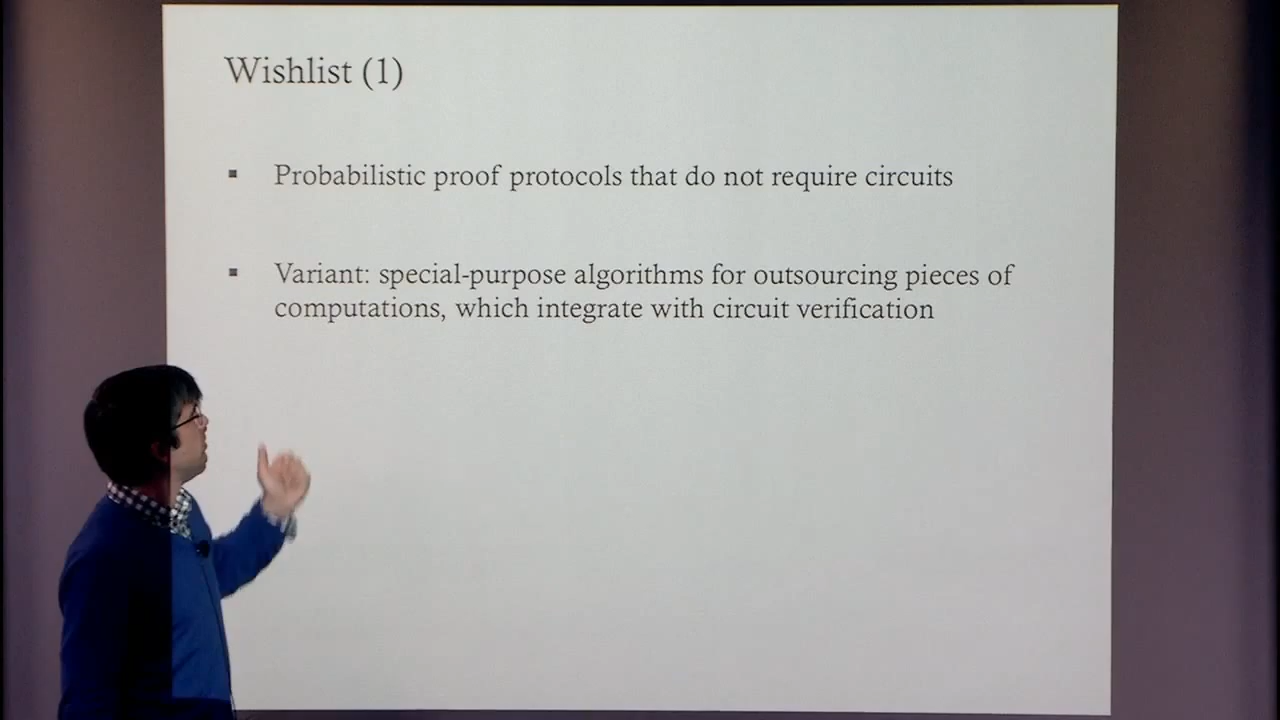 Wishlist (1)
▪ Probabilistic proof protocols that do not require circuits
▪ Variant: special-purpose algorithms for outsourcing pieces of
computations, which integrate with circuit verification